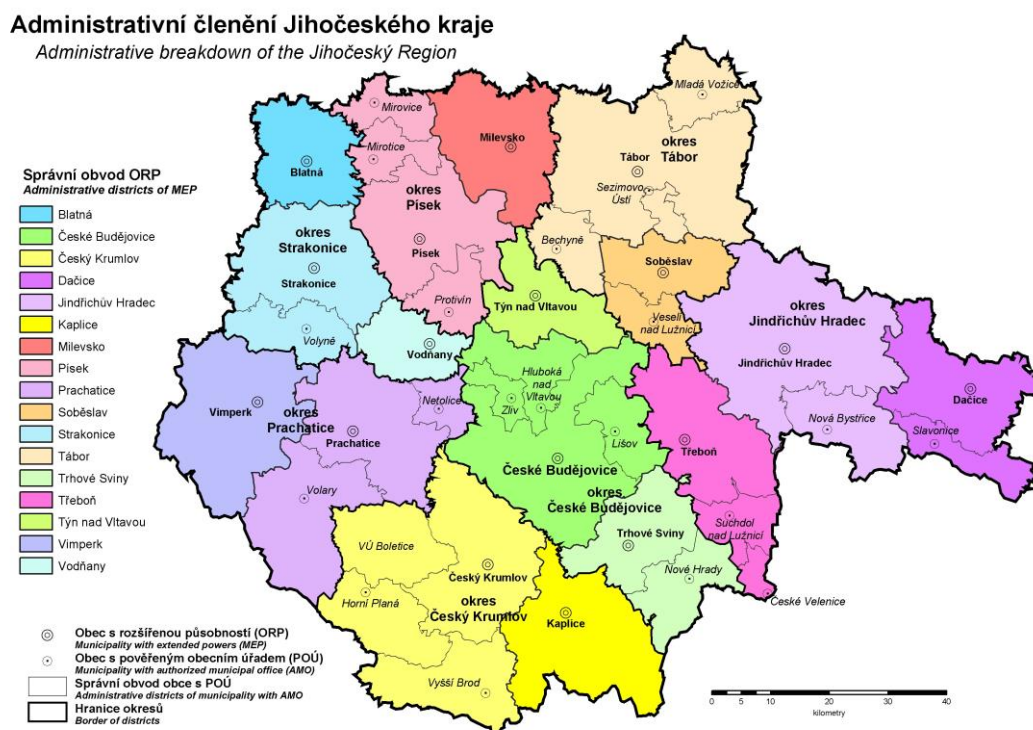 Administrativní členění Jihočeského kraje
Administrative breakdown of the Jihočeský Region
Správní obvod ORP
Administrative districts of MEP
Blatná
České Budějovice
Český Krumlov
Dačice
Jindřichův Hradec
Kaplice
Milevsko
Písek
Prachatice
Soběslav
Strakonice
Tábor
Trhové Sviny
Třeboň
Týn nad Vltavou
Vimperk
Vodňany
Obec s rozšířenou působností (ORP)
Municipality with extended powers (MEP)
Obec s pověřeným obecním úřadem (POÚ)
Municipality with authorized municipal office (AMO)
Správní obvod obce s POÚ
Administrative districts of municipality with AMO
Hranice okresů
Border of districts
Mladá Vožice
Mirovice
Milevsko
Mirotice
okres
Tábor
Tábor
Blatná
Sezimovo
Ústí
okres
Písek
okres
Strakonice
Písek
Bechyně
Soběslav
Strakonice
Protivín
Týn nad Vltavou
Veselí
nad Lužnicí
okres
Jindřichův Hradec
Jindřichův Hradec
Volyně
Vodňany
Hluboká
nad
Vltavou
Zliv
Dačice
Vimperk
okres
Prachatice
Netolice
Prachatice
Lišov
Třeboň
Nová Bystřice
Slavonice
České Budějovice
okres
České Budějovice
Volary
Suchdol
nad Lužnicí
Trhové Sviny
VÚ Boletice
Český Krumlov
Nové Hrady
Horní Planá
okres
Český Krumlov
České Velenice
Kaplice
Vyšší Brod
0 10 20 30 40
kilometry